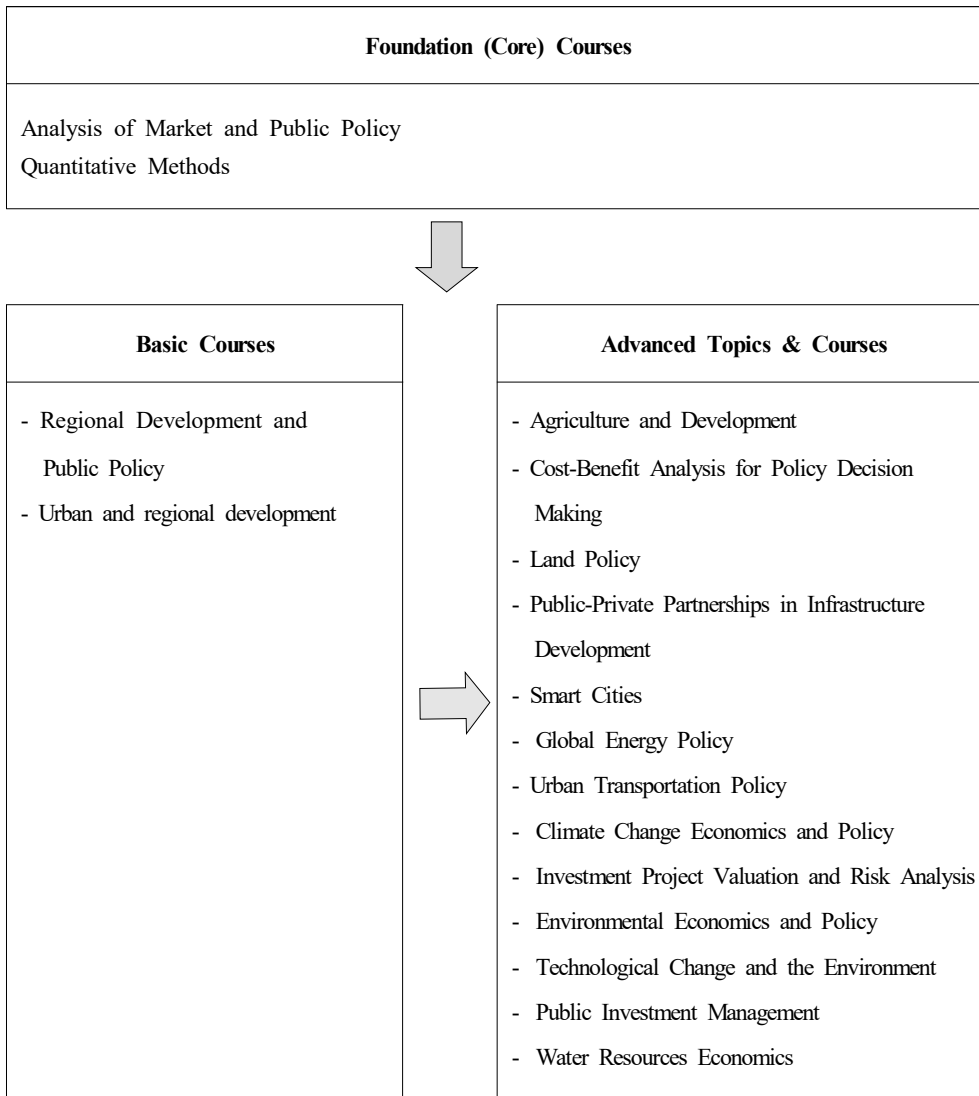 Foundation (Core) Courses
Analysis of Market and Public Policy
Quantitative Methods
Basic Courses
- Regional Development and
Public Policy
- Urban and regional development
Advanced Topics & Courses
- Agriculture and Development
- Cost-Benefit Analysis for Policy Decision
Making
- Land Policy
- Public-Private Partnerships in Infrastructure
Development
- Smart Cities
- Global Energy Policy
- Urban Transportation Policy
- Climate Change Economics and Policy
- Investment Project Valuation and Risk Analysis
- Environmental Economics and Policy
- Technological Change and the Environment
- Public Investment Management
- Water Resources Economics